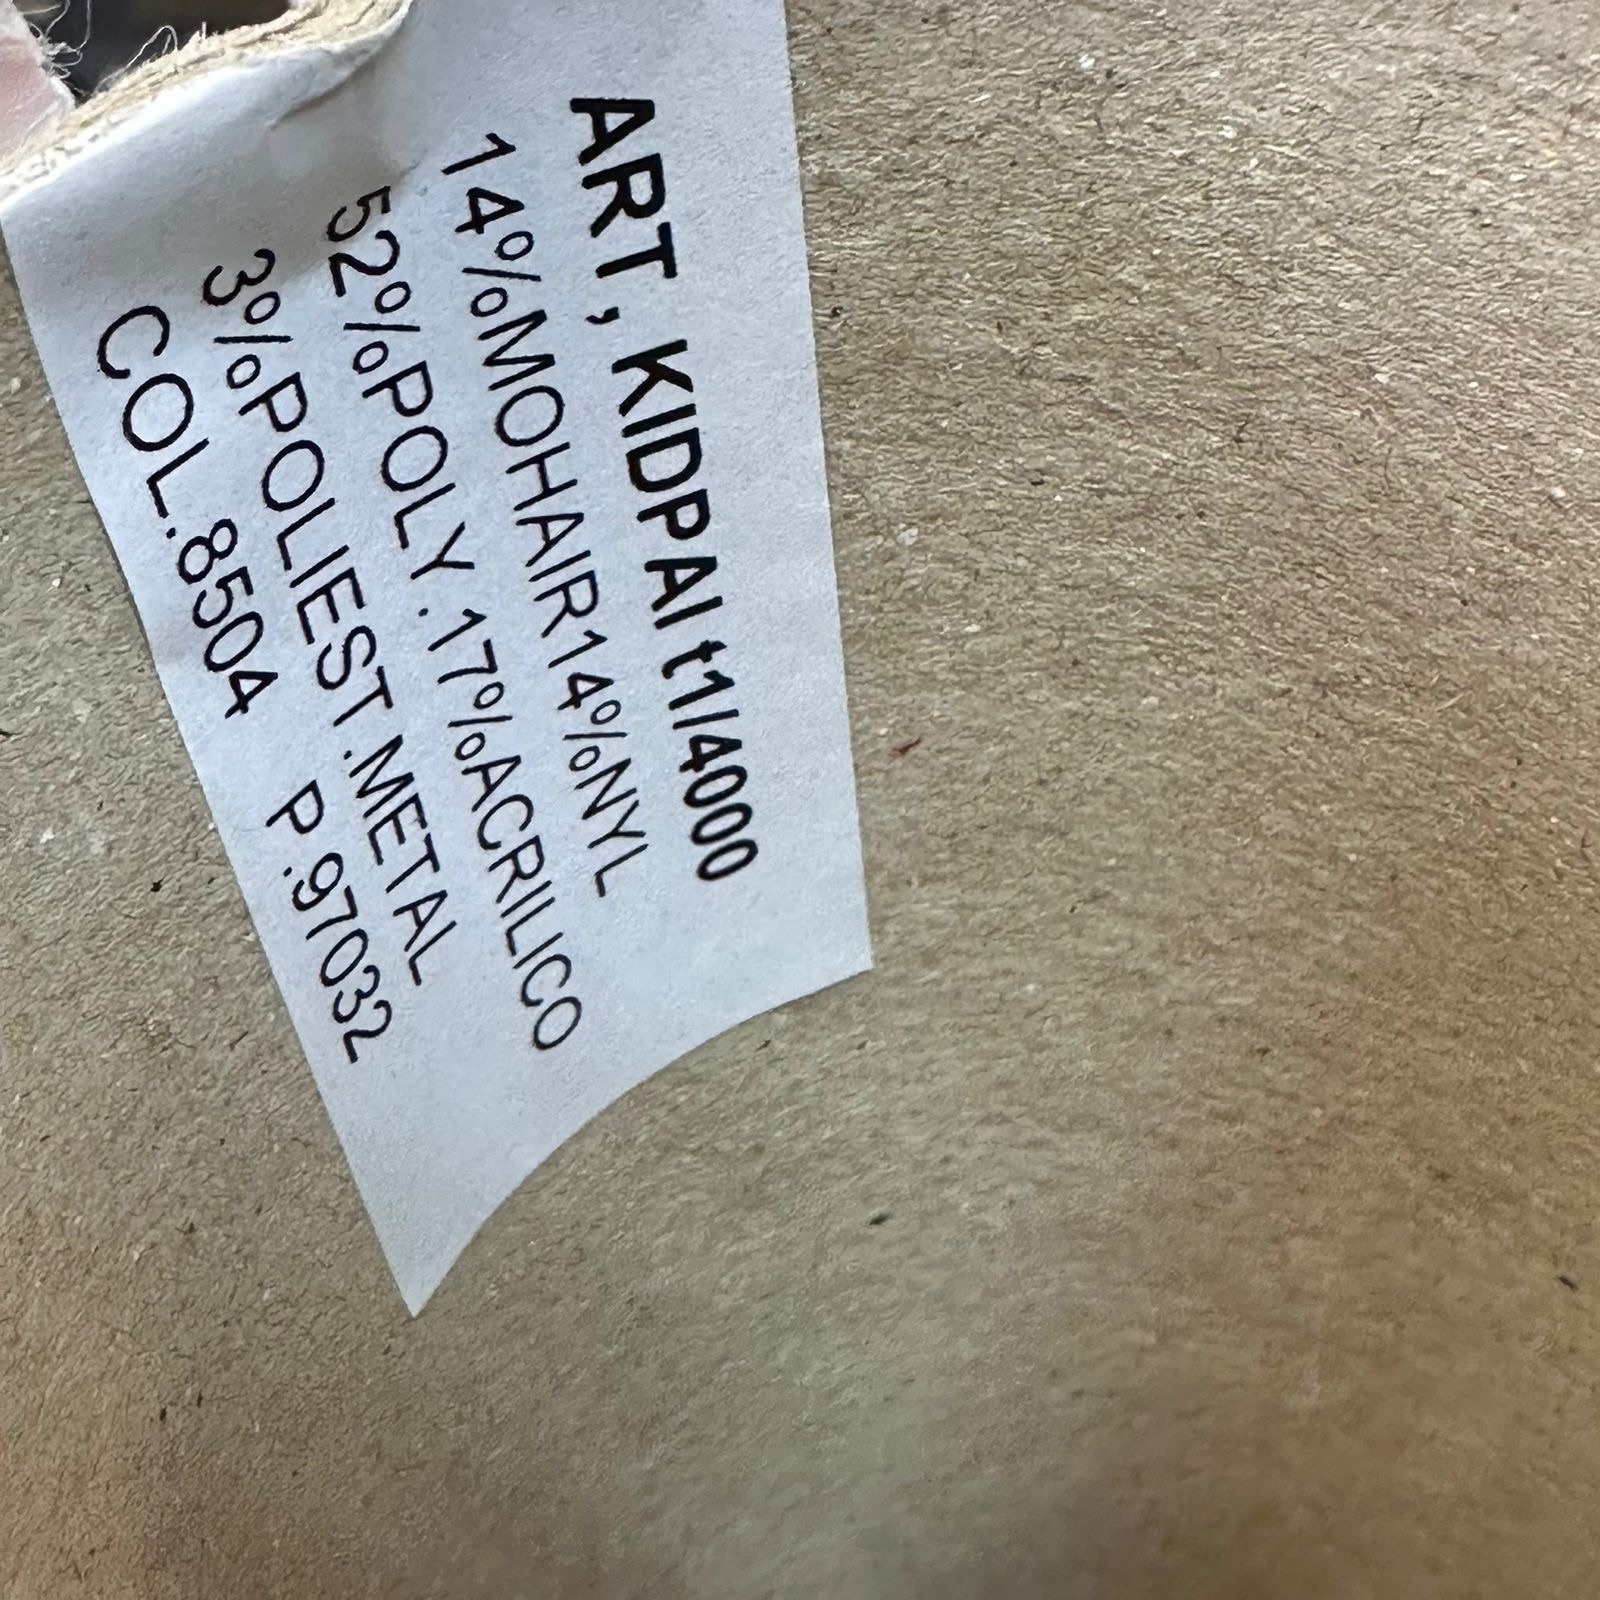 ART, KIDPAI t1/4000
14%MOHAIR14%NYL
52%POLY.17%ACRILICO
3%POLIEST.METAL
COL.8504 P.97032